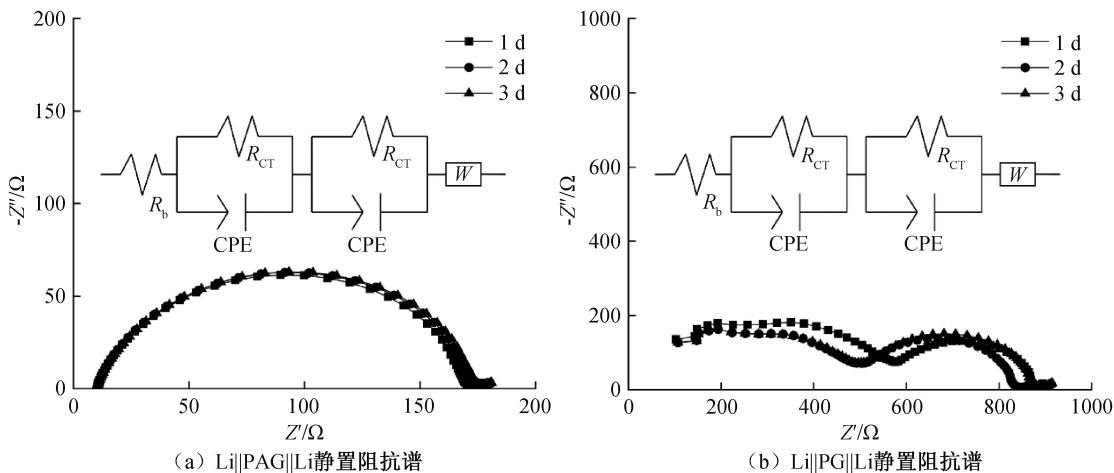 200
150
100
50
0
-Z″/Ω
1 d
2 d
3 d
R_b
R_CT
CPE
R_CT
CPE
W
0 50 100 150 200
Z′/Ω
(a) Li||PAG||Li静置阻抗谱
1000
800
600
400
200
0
-Z″/Ω
1 d
2 d
3 d
R_b
R_CT
CPE
R_CT
CPE
W
0 200 400 600 800 1000
Z′/Ω
(b) Li||PG||Li静置阻抗谱